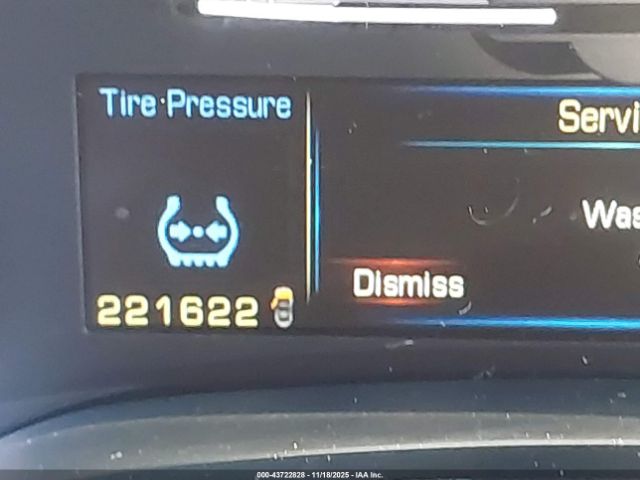 Tire Pressure
Servi
Was
Dismiss
221622
000-43722828 - 11/18/2025 - IAA Inc.